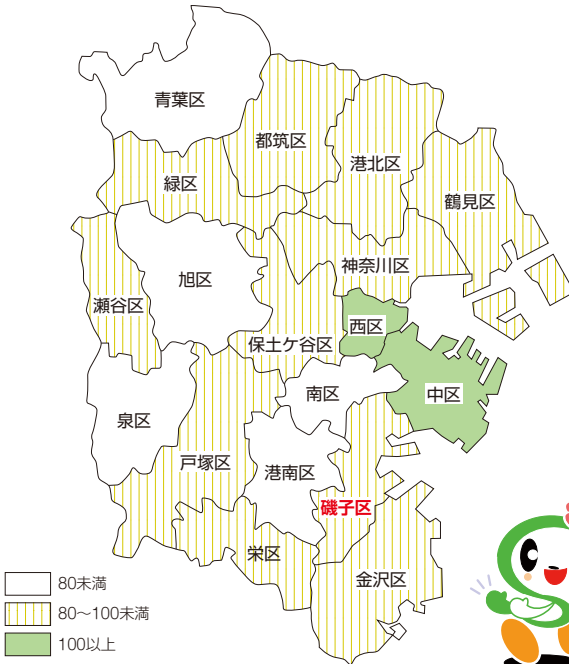 青葉区
都筑区
港北区
緑区
鶴見区
神奈川区
旭区
瀬谷区
西区
保土ケ谷区
南区
中区
泉区
戸塚区
港南区
磯子区
栄区
金沢区
80未満
80～100未満
100以上